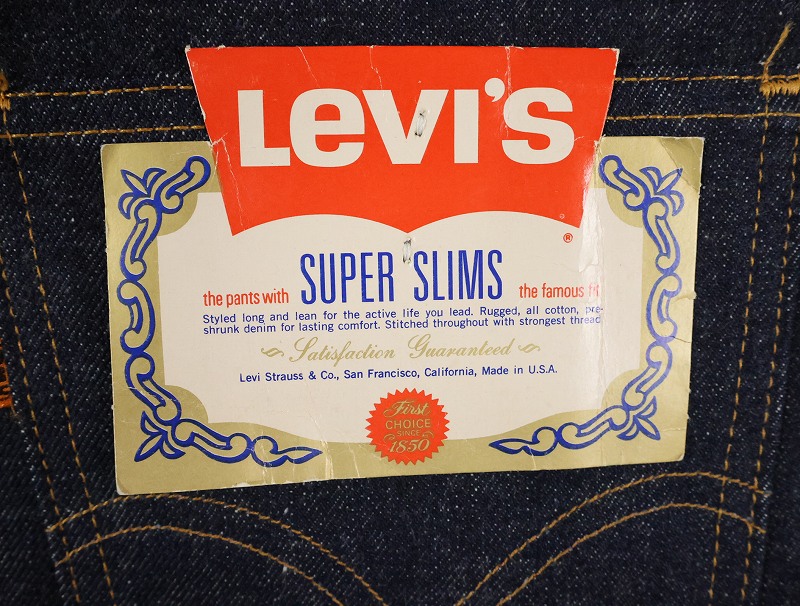 LEVI'S
®
the pants with SUPER SLIMS the famous fit
Styled long and lean for the active life you lead. Rugged, all cotton, pre-
shrunk denim for lasting comfort. Stitched throughout with strongest thread.
Satisfaction Guaranteed
Levi Strauss & Co., San Francisco, California, Made in U.S.A.
First
CHOICE
SINCE
1850